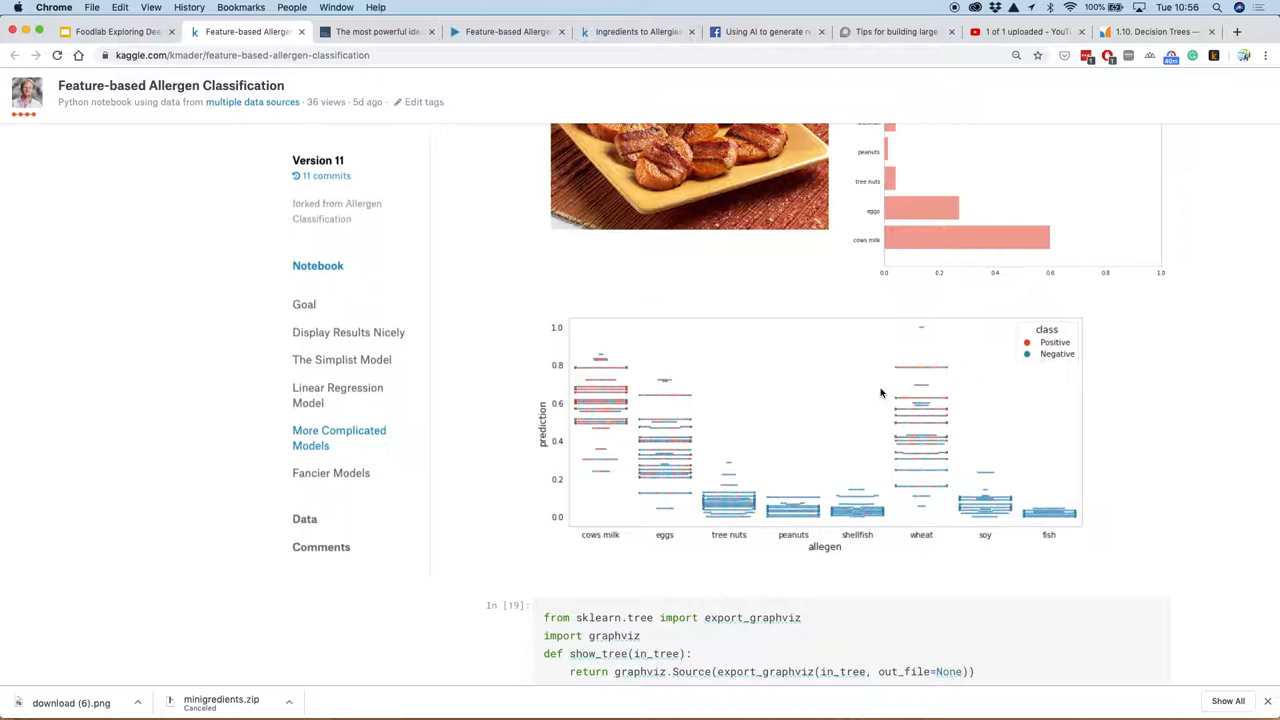 Chrome File Edit View History Bookmarks People Window Help 100% Tue 10:56
Foodlab Exploring Dee
Feature-based Allergen
The most powerful idea
Feature-based Allergen
Ingredients to Allergies
Using AI to generate re
Tips for building large
1 of 1 uploaded - YouT
1.10. Decision Trees —
kaggle.com/kmader/feature-based-allergen-classification
Feature-based Allergen Classification
Python notebook using data from multiple data sources · 36 views · 5d ago · Edit tags
Version 11
11 commits
forked from Allergen
Classification
Notebook
Goal
Display Results Nicely
The Simplist Model
Linear Regression
Model
More Complicated
Models
Fancier Models
Data
Comments
peanuts
tree nuts
eggs
cows milk
0.0 0.2 0.4 0.6 0.8 1.0
class
Positive
Negative
prediction
1.0
0.8
0.6
0.4
0.2
0.0
cows milk eggs tree nuts peanuts shellfish wheat soy fish
allegen
In [19]:
from sklearn.tree import export_graphviz
import graphviz
def show_tree(in_tree):
return graphviz.Source(export_graphviz(in_tree, out_file=None))
download (6).png
minigredients.zip
Canceled
Show All